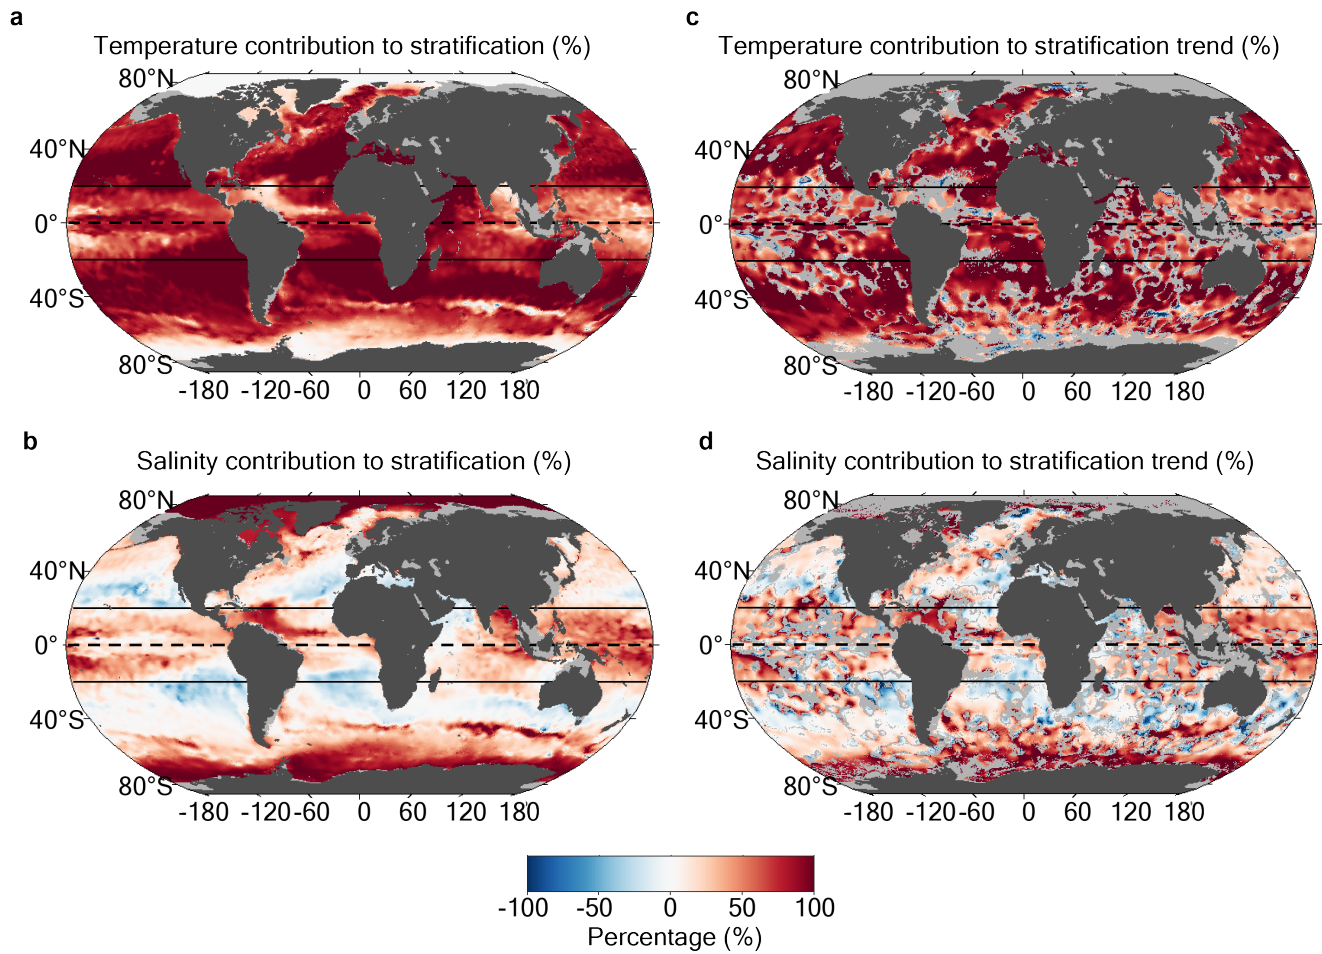 a
Temperature contribution to stratification (%)
80°N
40°N
0°
40°S
80°S
-180 -120 -60 0 60 120 180
c
Temperature contribution to stratification trend (%)
80°N
40°N
0°
40°S
80°S
-180 -120 -60 0 60 120 180
b
Salinity contribution to stratification (%)
80°N
40°N
0°
40°S
80°S
-180 -120 -60 0 60 120 180
d
Salinity contribution to stratification trend (%)
80°N
40°N
0°
40°S
80°S
-180 -120 -60 0 60 120 180
-100 -50 0 50 100
Percentage (%)